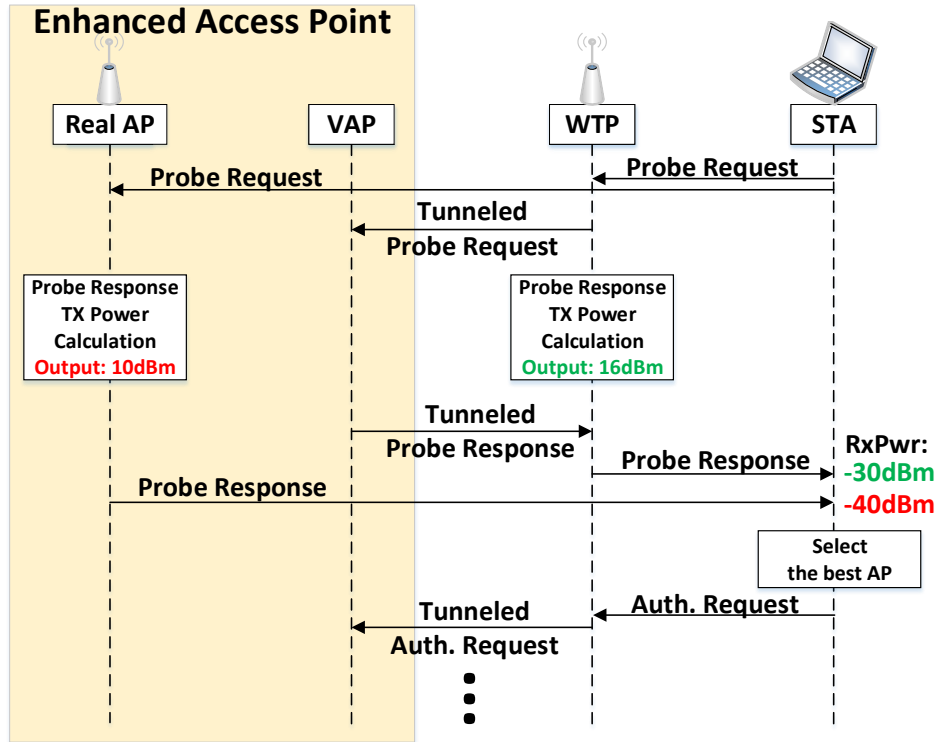 Enhanced Access Point
Real AP
VAP
WTP
STA
Probe Request
Probe Request
Tunneled
Probe Request
Probe Response
TX Power
Calculation
Output: 10dBm
Probe Response
TX Power
Calculation
Output: 16dBm
Tunneled
Probe Response
RxPwr:
Probe Response
-30dBm
Probe Response
-40dBm
Select
the best AP
Auth. Request
Tunneled
Auth. Request